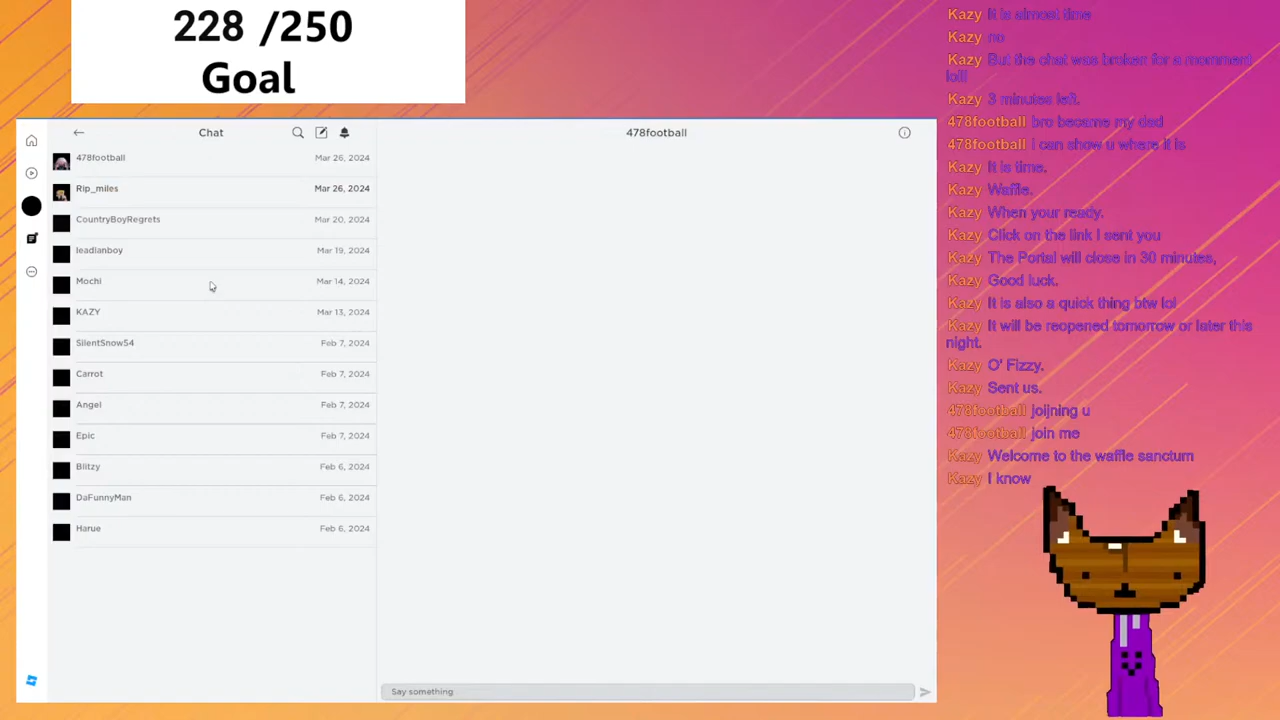 228 /250
Goal
Chat
478football
Mar 26, 2024
Rip_miles
Mar 26, 2024
CountryBoyRegrets
Mar 20, 2024
leadlanboy
Mar 19, 2024
Mochi
Mar 14, 2024
KAZY
Mar 13, 2024
SilentSnow54
Feb 7, 2024
Carrot
Feb 7, 2024
Angel
Feb 7, 2024
Epic
Feb 7, 2024
Blitzy
Feb 6, 2024
DaFunnyMan
Feb 6, 2024
Harue
Feb 6, 2024
478football
Say something
Kazy It is almost time
Kazy no
Kazy But the chat was broken for a momment
lolll
Kazy 3 minutes left.
478football bro became my dad
478football I can show u where it is
Kazy It is time.
Kazy Waffle.
Kazy When your ready.
Kazy Click on the link I sent you
Kazy The Portal will close in 30 minutes,
Kazy Good luck.
Kazy It is also a quick thing btw lol
Kazy It will be reopened tomorrow or later this
night.
Kazy O' Fizzy.
Kazy Sent us.
478football joijning u
478football join me
Kazy Welcome to the waffle sanctum
Kazy I know